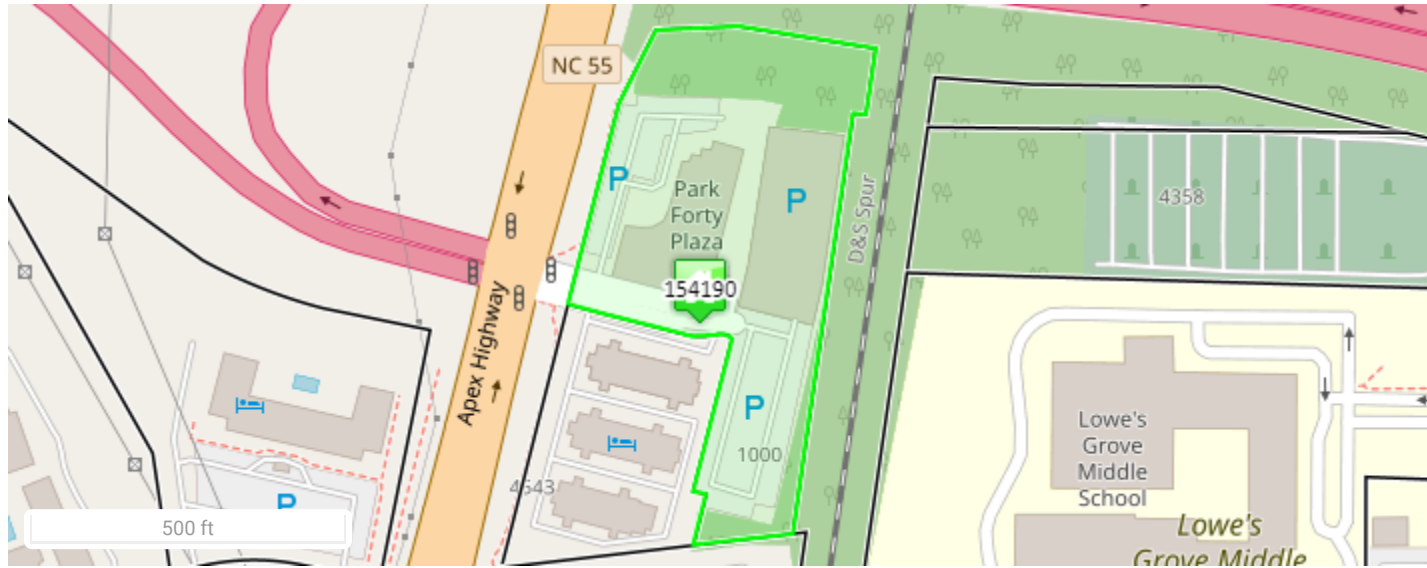 NC 55
P
Park
Forty
Plaza
P
D&S Spur
4358
154190
Apex Highway
P
1000
4543
P
Lowe's
Grove
Middle
School
Lowe's
Grove Middle
500 ft